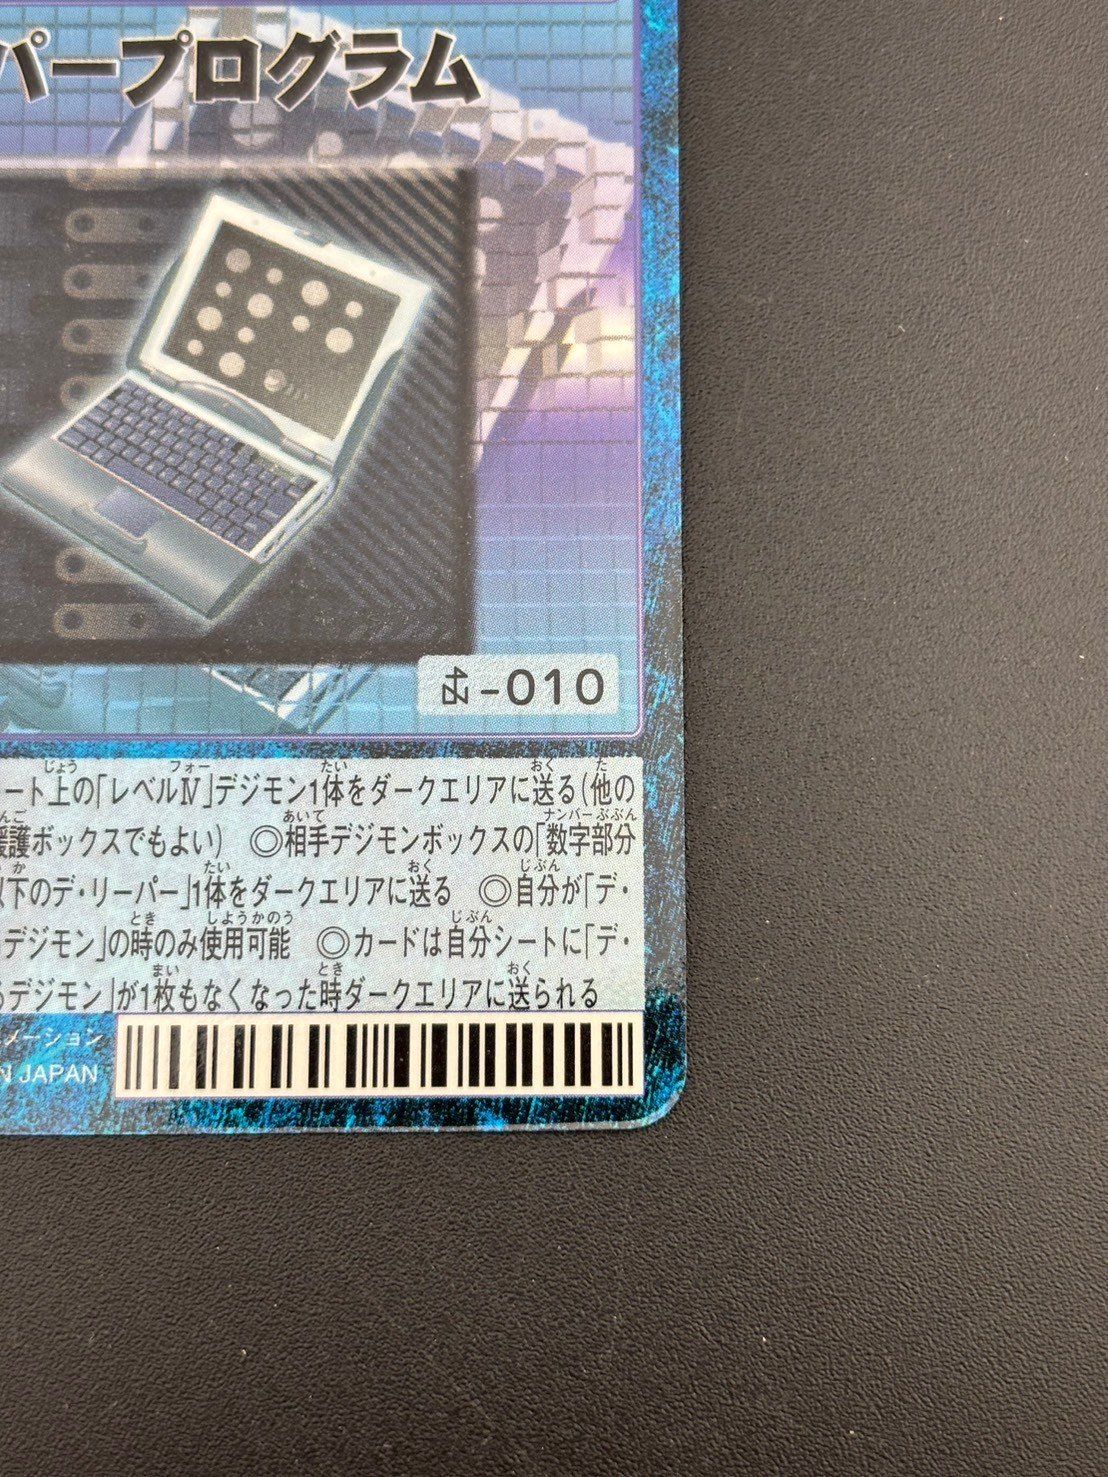 パープログラム
-010
ート上の「レベルⅣ」デジモン1体をダークエリアに送る(他の
援護ボックスでもよい) ◎相手デジモンボックスの「数字部分
以下のデ・リーパー」1体をダークエリアに送る ◎自分が「デ・
デジモン」の時のみ使用可能 ◎カードは自分シートに「デ・
るデジモン」が1枚もなくなった時ダークエリアに送られる
メーション
N JAPAN